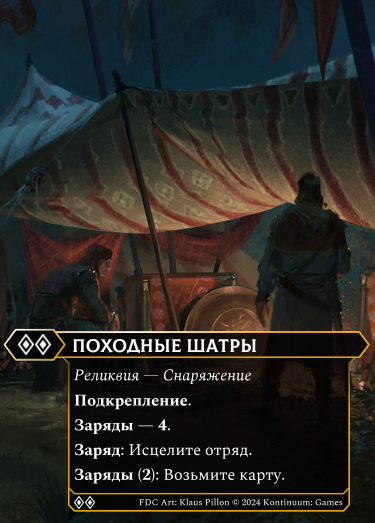 ПОХОДНЫЕ ШАТРЫ
Реликвия — Снаряжение
Подкрепление.
Заряды — 4.
Заряд: Исцелите отряд.
Заряды (2): Возьмите карту.
FDC Art: Klaus Pillon © 2024 Kontinuum: Games